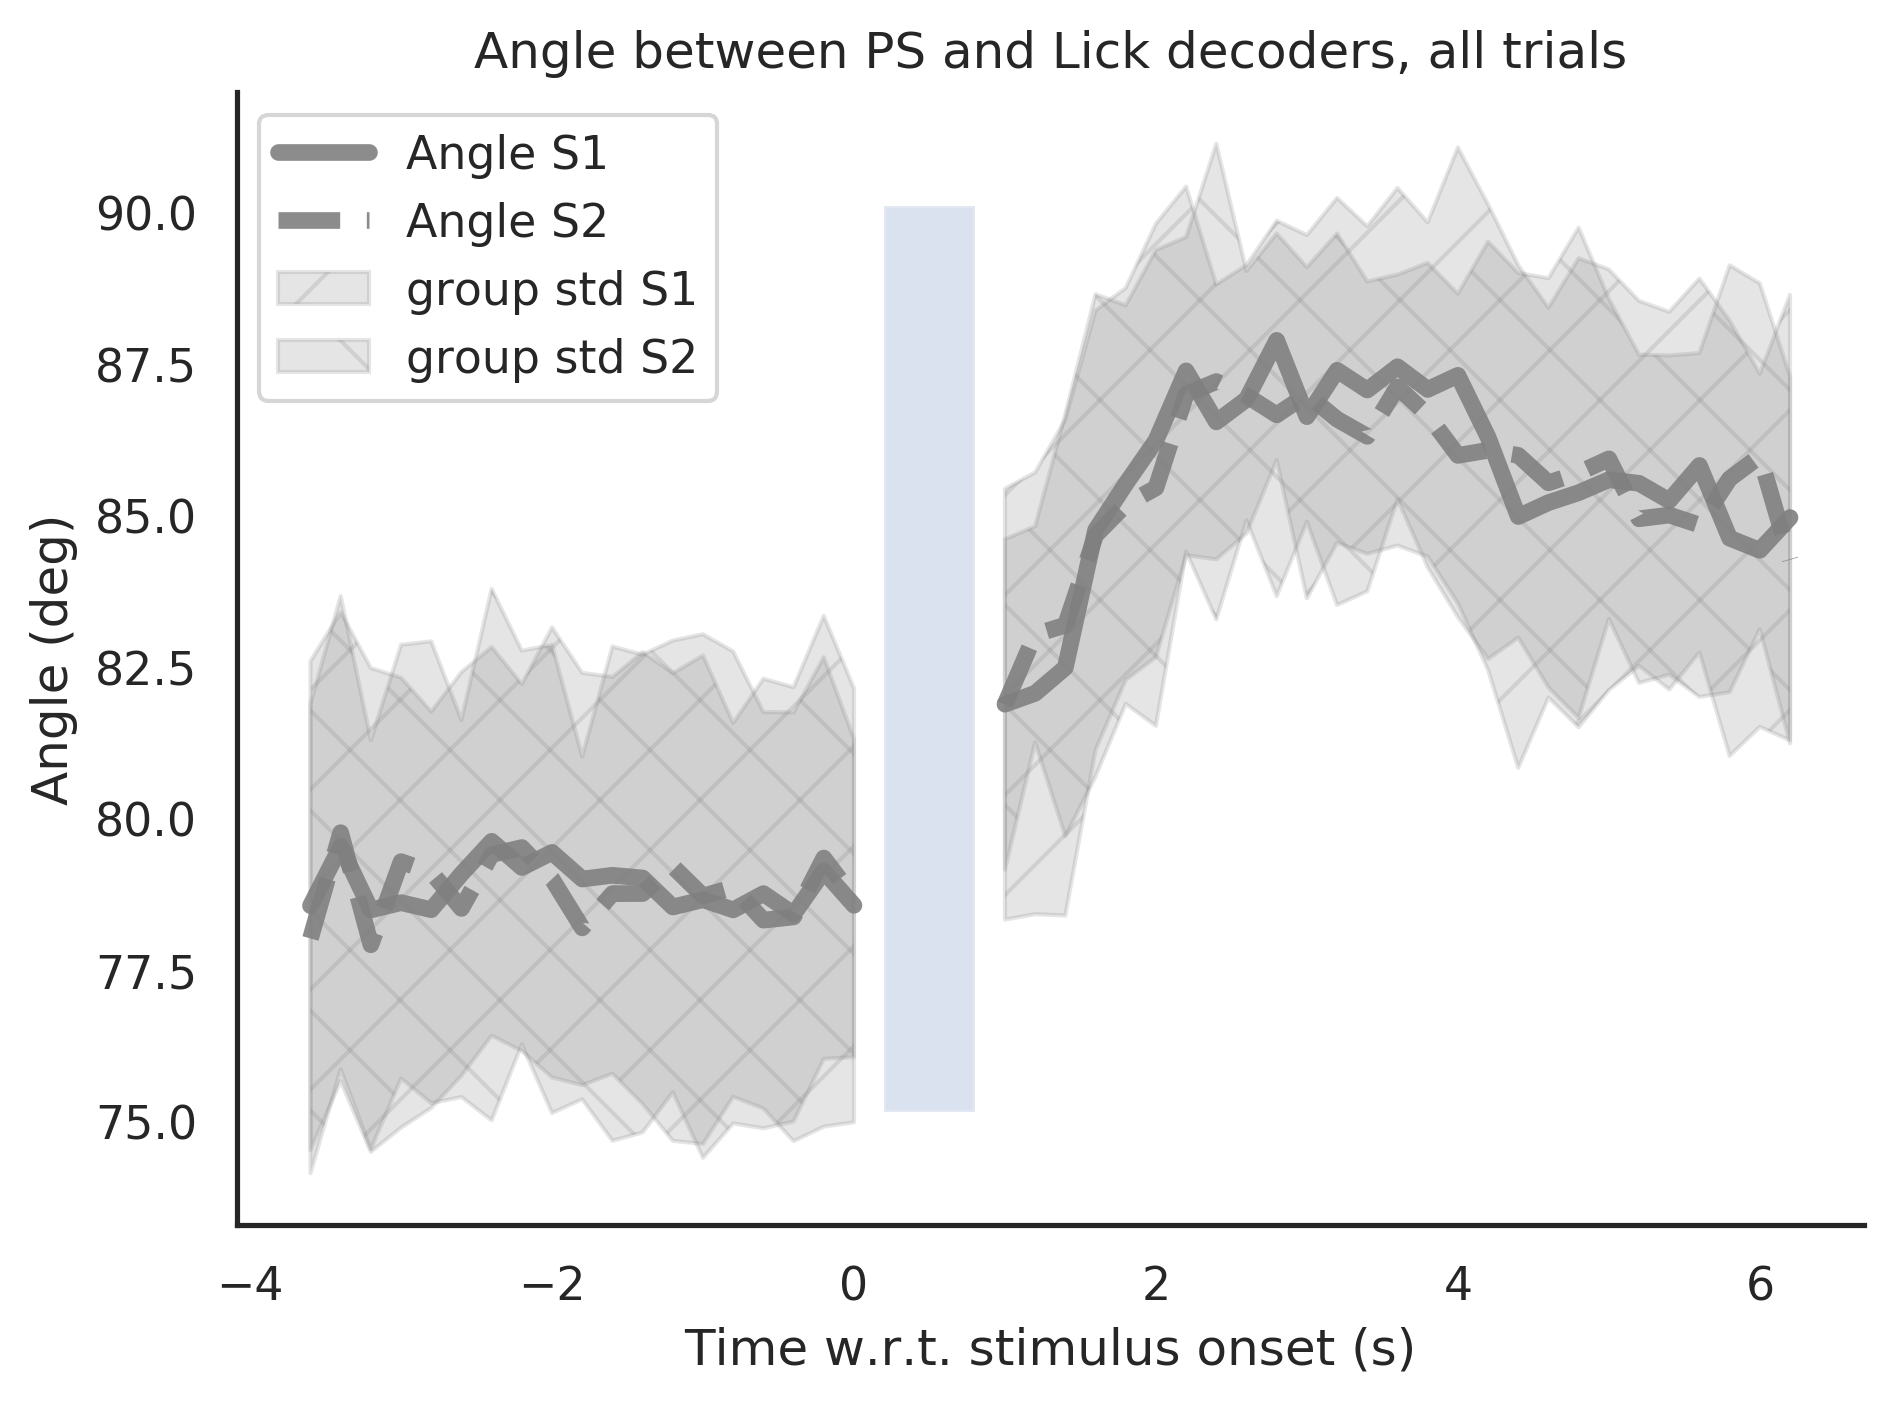 Angle between PS and Lick decoders, all trials
Angle S1
Angle S2
group std S1
group std S2
Angle (deg)
90.0
87.5
85.0
82.5
80.0
77.5
75.0
−4 −2 0 2 4 6
Time w.r.t. stimulus onset (s)